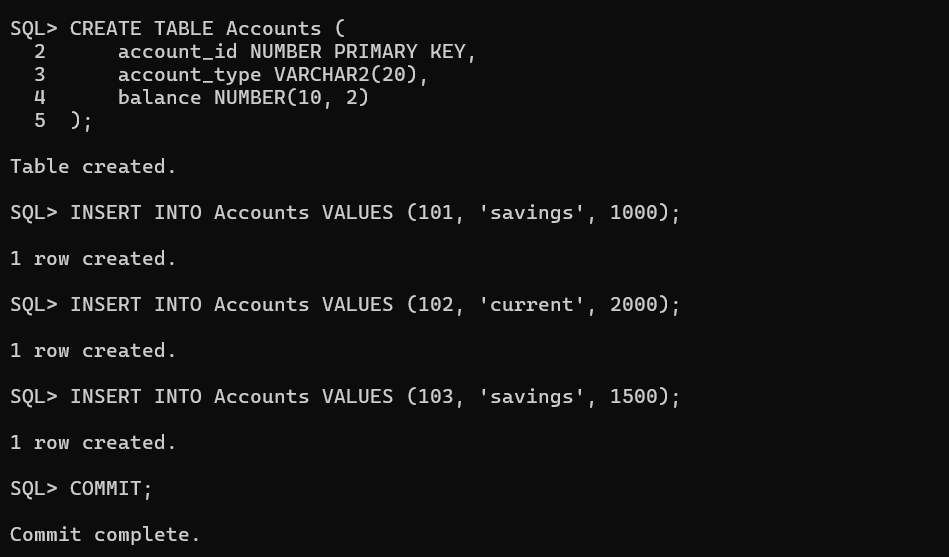 SQL> CREATE TABLE Accounts (
  2      account_id NUMBER PRIMARY KEY,
  3      account_type VARCHAR2(20),
  4      balance NUMBER(10, 2)
  5  );
Table created.
SQL> INSERT INTO Accounts VALUES (101, 'savings', 1000);
1 row created.
SQL> INSERT INTO Accounts VALUES (102, 'current', 2000);
1 row created.
SQL> INSERT INTO Accounts VALUES (103, 'savings', 1500);
1 row created.
SQL> COMMIT;
Commit complete.